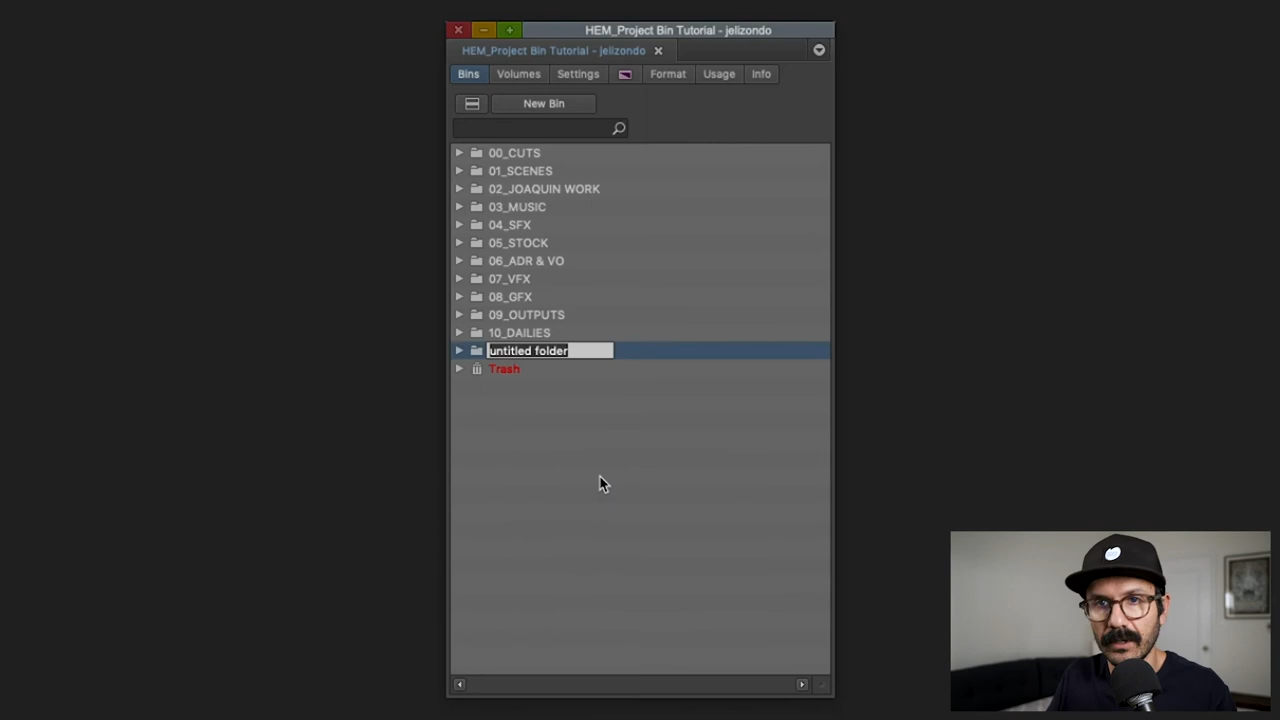 HEM_Project Bin Tutorial - jelizondo
HEM_Project Bin Tutorial - jelizondo
Bins Volumes Settings Format Usage Info
New Bin
00_CUTS
01_SCENES
02_JOAQUIN WORK
03_MUSIC
04_SFX
05_STOCK
06_ADR & VO
07_VFX
08_GFX
09_OUTPUTS
10_DAILIES
untitled folder
Trash